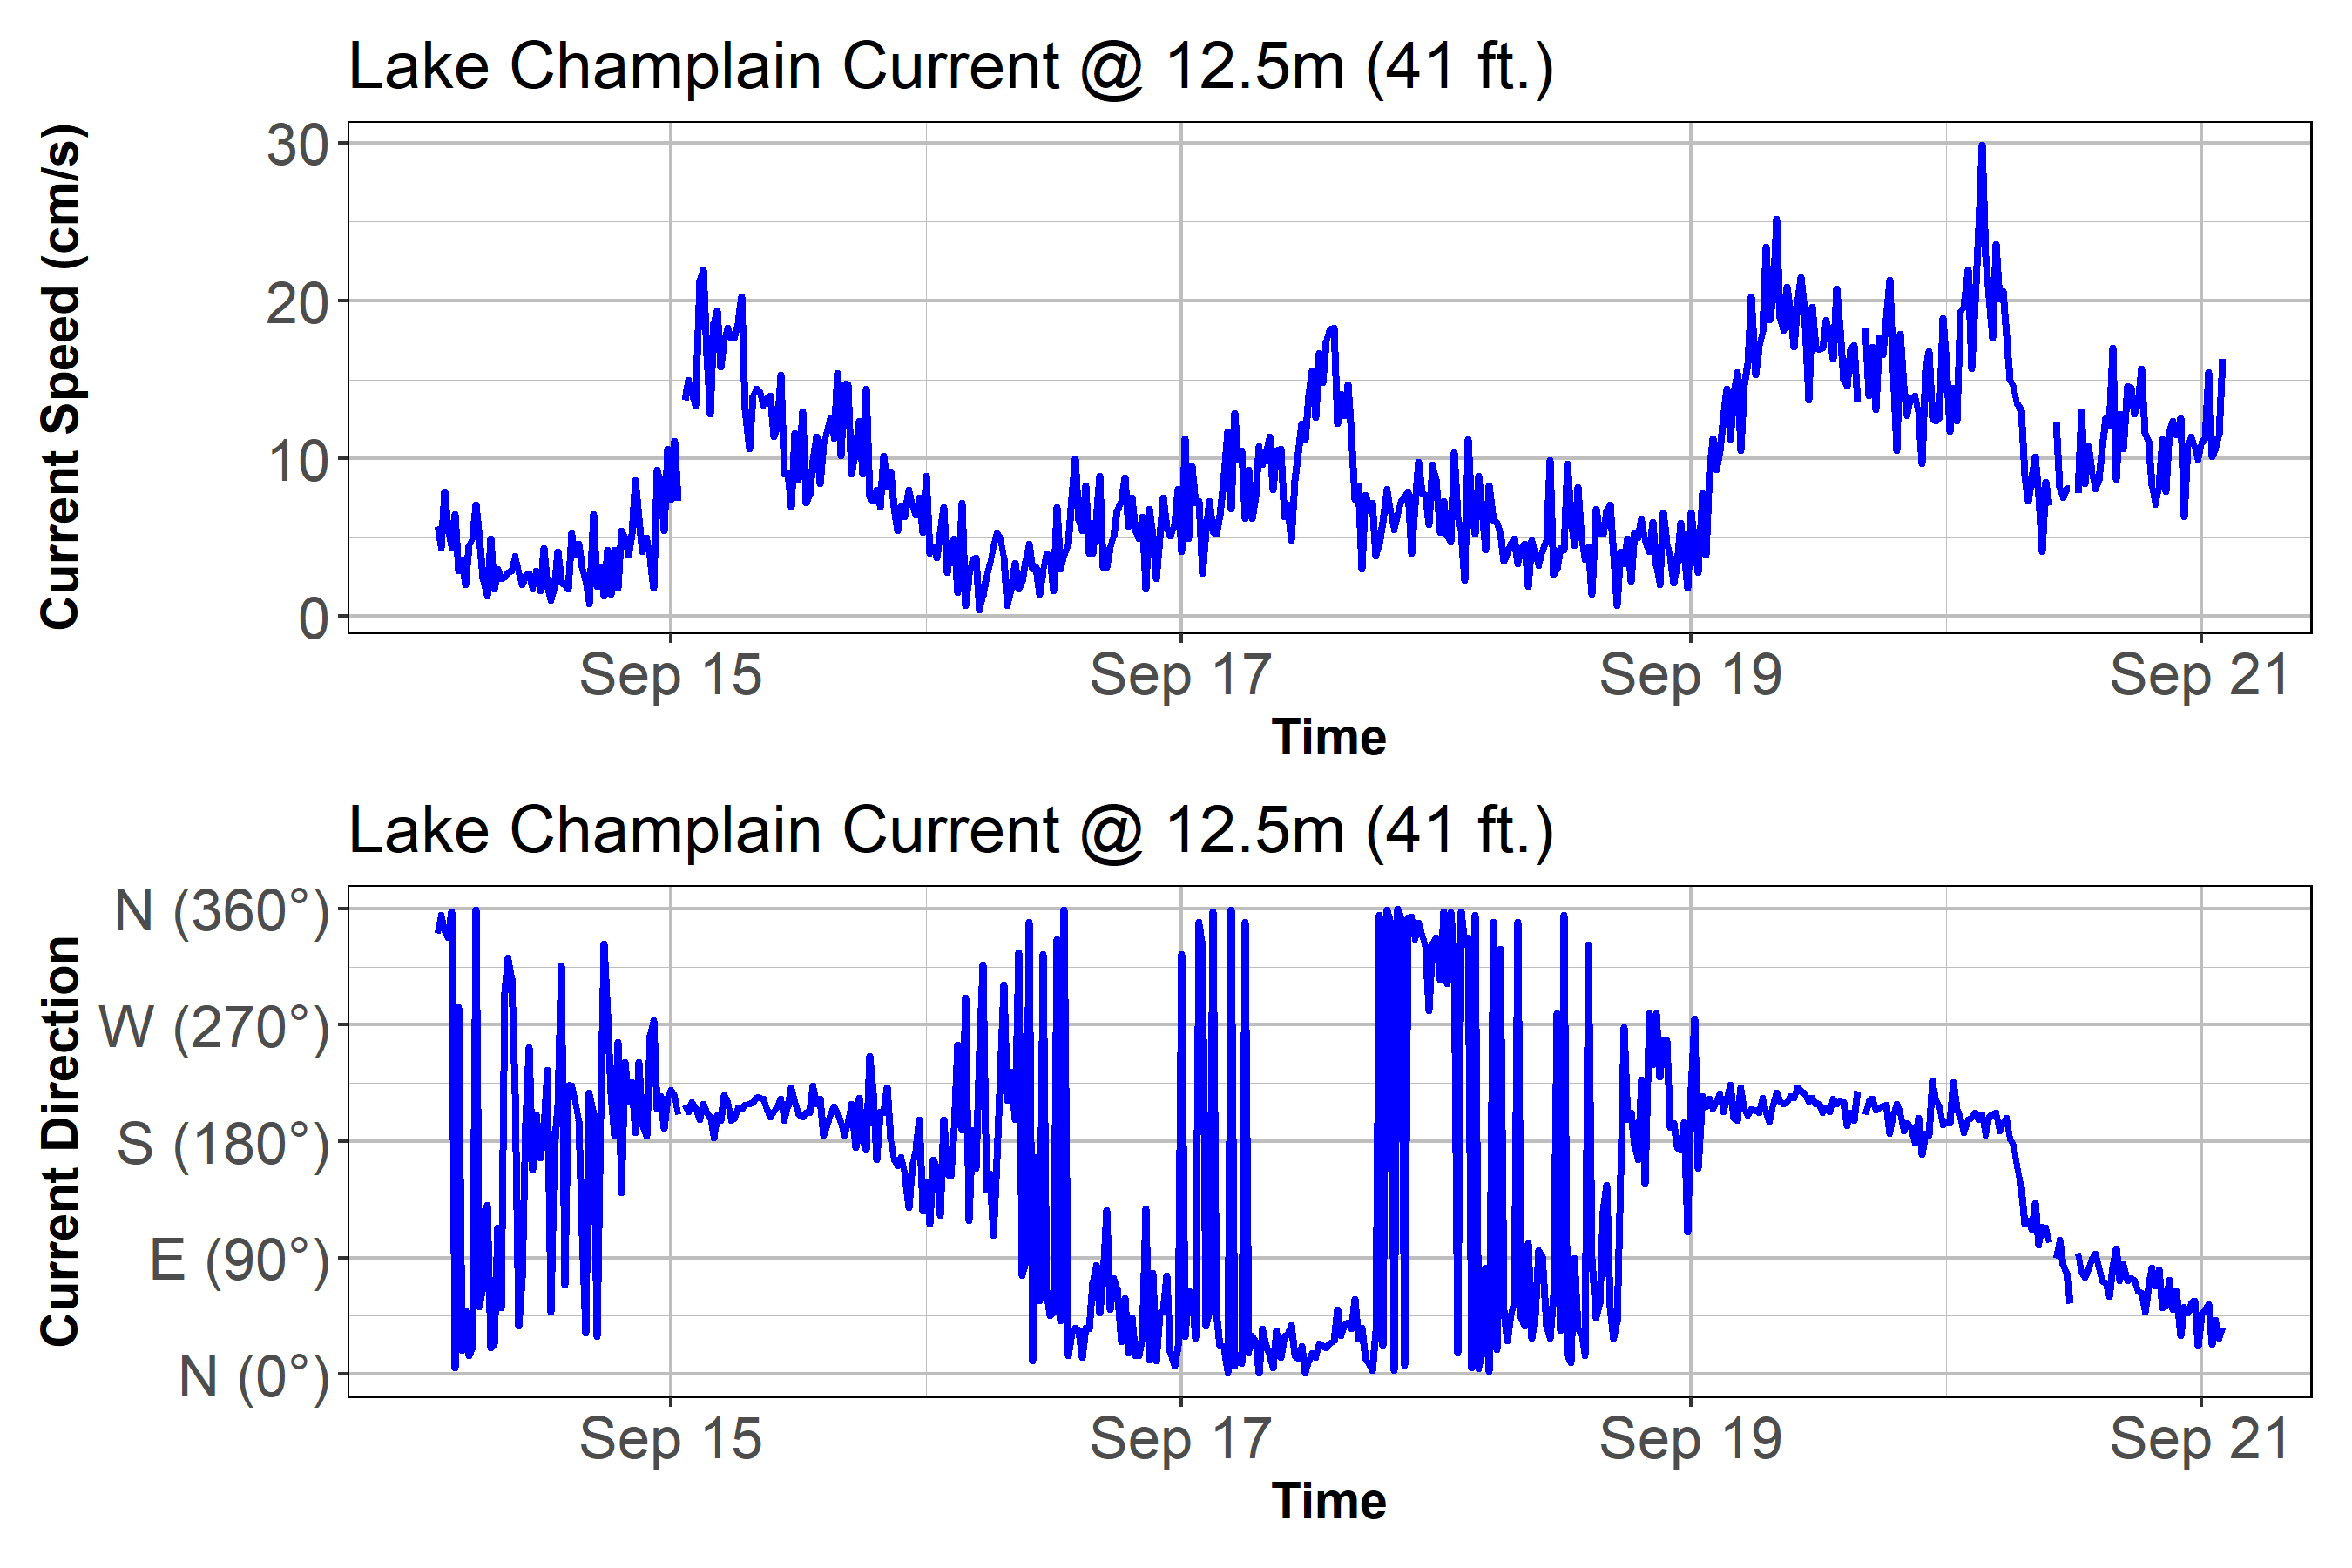 Lake Champlain Current @ 12.5m (41 ft.)
Current Speed (cm/s)
30
20
10
0
Sep 15 Sep 17 Sep 19 Sep 21
Time
Lake Champlain Current @ 12.5m (41 ft.)
Current Direction
N (360°)
W (270°)
S (180°)
E (90°)
N (0°)
Sep 15 Sep 17 Sep 19 Sep 21
Time